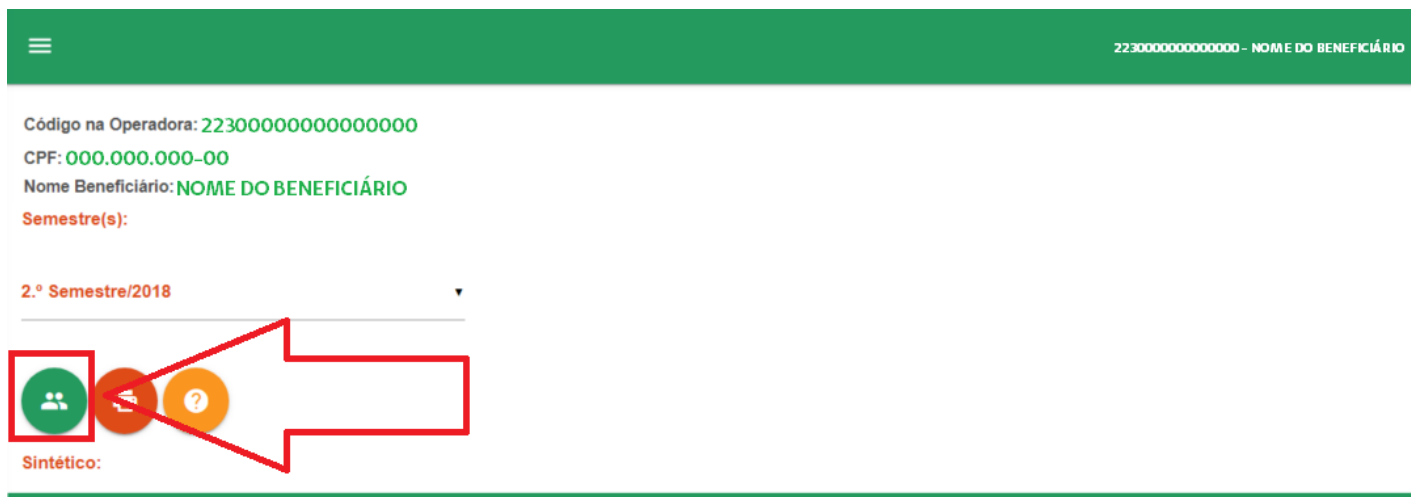 2230000000000000 - NOME DO BENEFICIÁRIO
Código na Operadora: 22300000000000000
CPF: 000.000.000-00
Nome Beneficiário: NOME DO BENEFICIÁRIO
Semestre(s):
2.º Semestre/2018
Sintético: